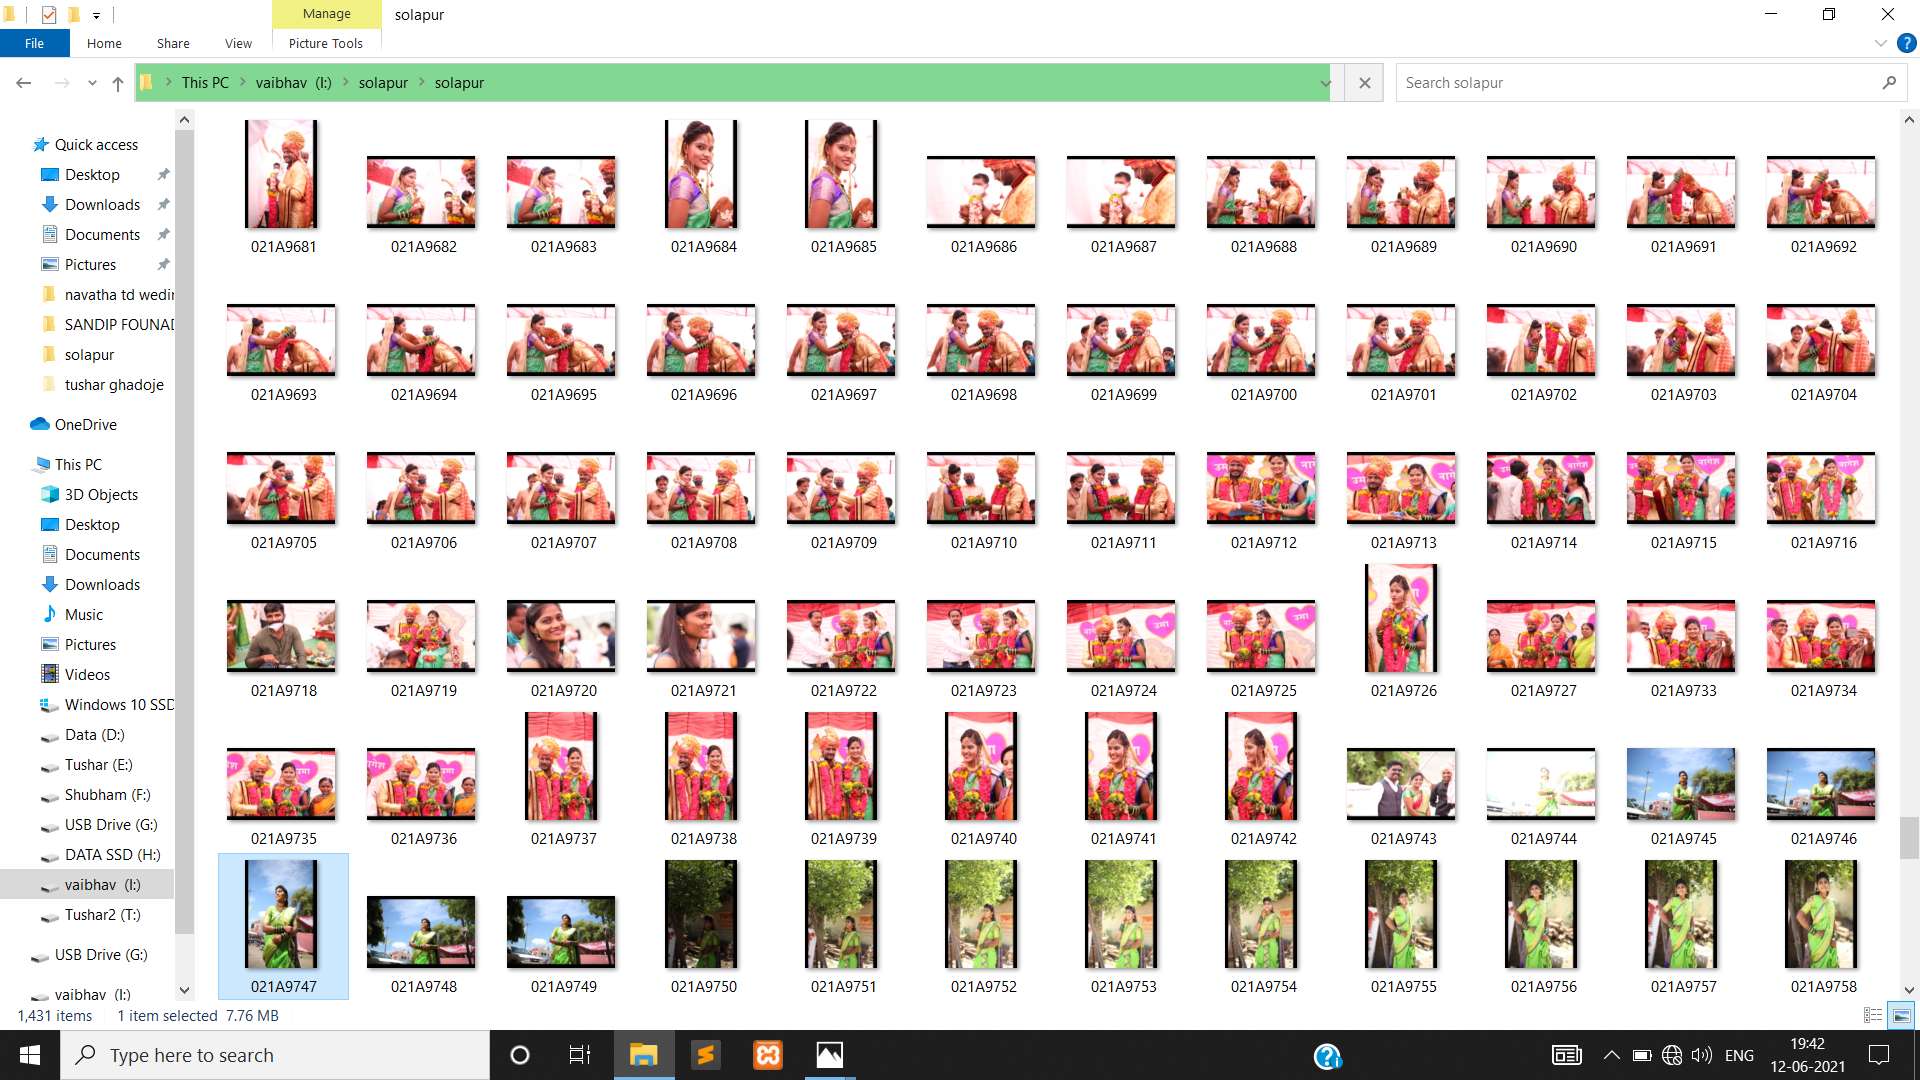 Manage
solapur
File
Home
Share
View
Picture Tools
This PC
vaibhav (I:)
solapur
solapur
Search solapur
Quick access
Desktop
Downloads
Documents
Pictures
navatha td wedin
SANDIP FOUNAD
solapur
tushar ghadoje
OneDrive
This PC
3D Objects
Desktop
Documents
Downloads
Music
Pictures
Videos
Windows 10 SSD
Data (D:)
Tushar (E:)
Shubham (F:)
USB Drive (G:)
DATA SSD (H:)
vaibhav (I:)
Tushar2 (T:)
USB Drive (G:)
vaibhav (I:)
021A9681 021A9682 021A9683 021A9684 021A9685 021A9686 021A9687 021A9688 021A9689 021A9690 021A9691 021A9692
021A9693 021A9694 021A9695 021A9696 021A9697 021A9698 021A9699 021A9700 021A9701 021A9702 021A9703 021A9704
021A9705 021A9706 021A9707 021A9708 021A9709 021A9710 021A9711 021A9712 021A9713 021A9714 021A9715 021A9716
021A9718 021A9719 021A9720 021A9721 021A9722 021A9723 021A9724 021A9725 021A9726 021A9727 021A9733 021A9734
021A9735 021A9736 021A9737 021A9738 021A9739 021A9740 021A9741 021A9742 021A9743 021A9744 021A9745 021A9746
021A9747 021A9748 021A9749 021A9750 021A9751 021A9752 021A9753 021A9754 021A9755 021A9756 021A9757 021A9758
1,431 items
1 item selected 7.76 MB
Type here to search
ENG
19:42
12-06-2021